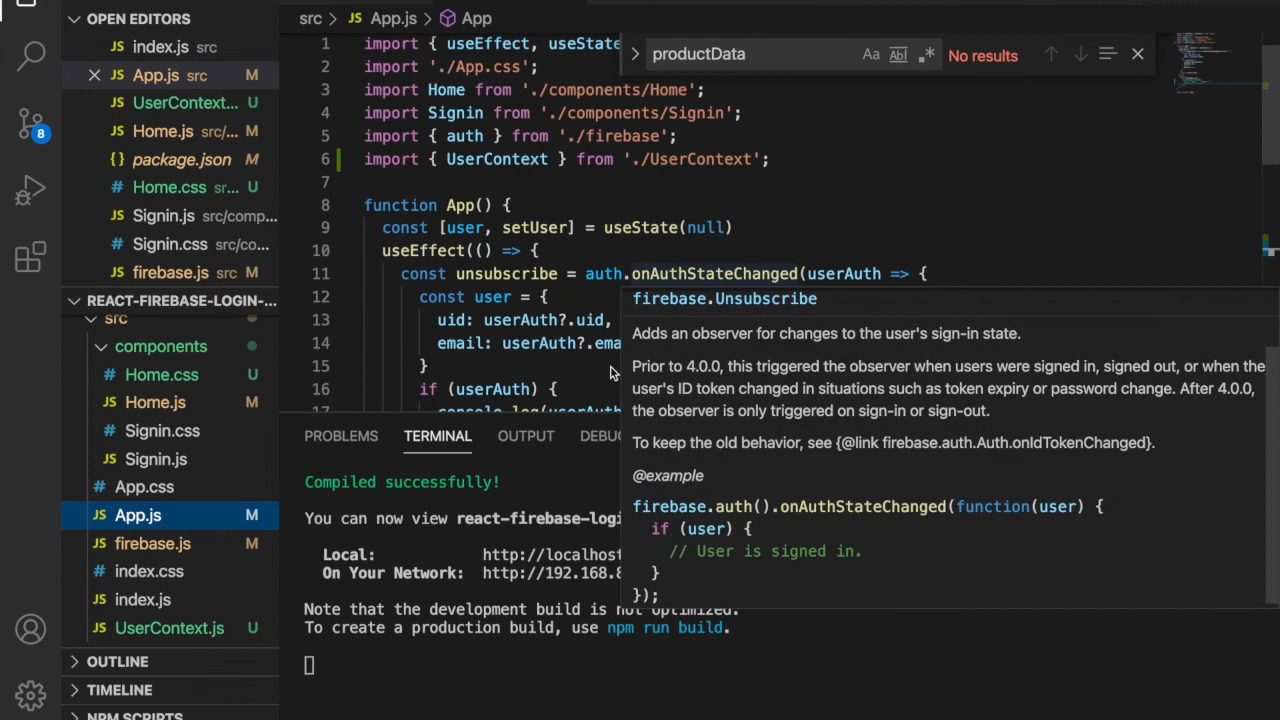 OPEN EDITORS
index.js src
App.js src M
UserContext... U
Home.js src/... M
package.json M
Home.css sr... U
Signin.js src/comp...
Signin.css src/co...
firebase.js src M
REACT-FIREBASE-LOGIN-...
src
components
Home.css U
Home.js M
Signin.css
Signin.js
App.css
App.js M
firebase.js M
index.css
index.js
UserContext.js U
OUTLINE
TIMELINE
NPM SCRIPTS
8
src > JS App.js > App
productData
Aa Abl .*
No results
1 import { useEffect, useState
2 import './App.css';
3 import Home from './components/Home';
4 import Signin from './components/Signin';
5 import { auth } from './firebase';
6 import { UserContext } from './UserContext';
7
8 function App() {
9 const [user, setUser] = useState(null)
10 useEffect(() => {
11 const unsubscribe = auth.onAuthStateChanged(userAuth => {
12 const user = {
13 uid: userAuth?.uid,
14 email: userAuth?.ema
15 }
16 if (userAuth) {
17 console.log(userAuth
firebase.Unsubscribe
Adds an observer for changes to the user's sign-in state.
Prior to 4.0.0, this triggered the observer when users were signed in, signed out, or when the
user's ID token changed in situations such as token expiry or password change. After 4.0.0,
the observer is only triggered on sign-in or sign-out.
To keep the old behavior, see {@link firebase.auth.Auth.onIdTokenChanged}.
@example
firebase.auth().onAuthStateChanged(function(user) {
if (user) {
// User is signed in.
}
});
PROBLEMS TERMINAL OUTPUT DEBU
Compiled successfully!
You can now view react-firebase-logi
Local: http://localhost
On Your Network: http://192.168.8
Note that the development build is not optimized.
To create a production build, use npm run build.